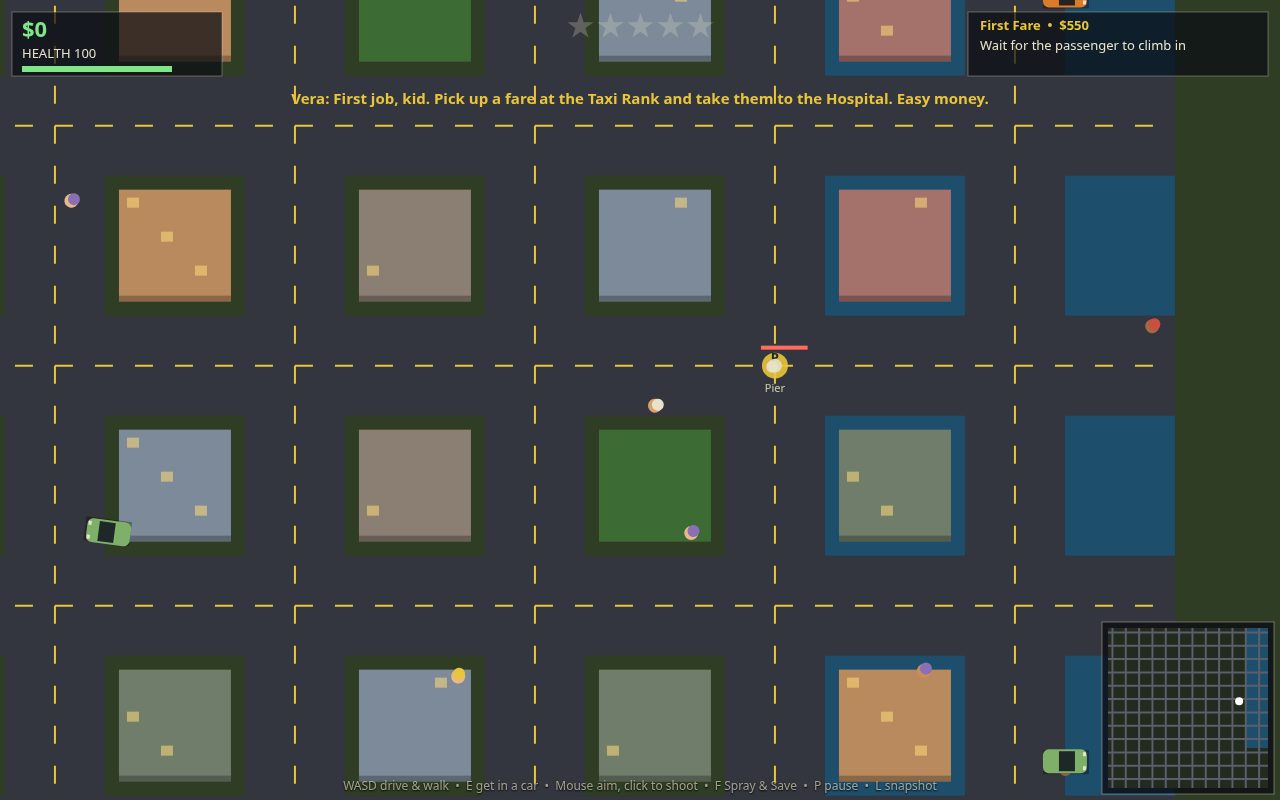 $0
HEALTH 100
First Fare • $550
Wait for the passenger to climb in
Vera: First job, kid. Pick up a fare at the Taxi Rank and take them to the Hospital. Easy money.
Pier
WASD drive & walk • E get in a car • Mouse aim, click to shoot • F Spray & Save • P pause • L snapshot